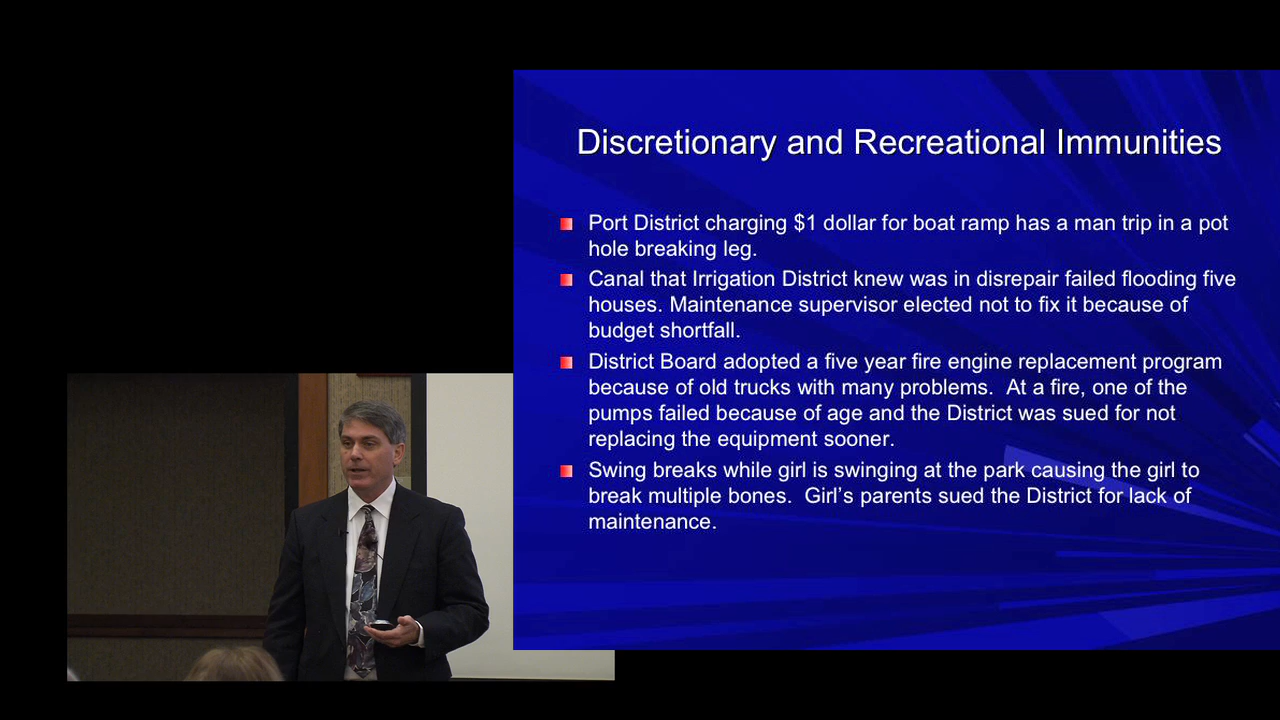 Discretionary and Recreational Immunities
Port District charging $1 dollar for boat ramp has a man trip in a pot
hole breaking leg.
Canal that Irrigation District knew was in disrepair failed flooding five
houses. Maintenance supervisor elected not to fix it because of
budget shortfall.
District Board adopted a five year fire engine replacement program
because of old trucks with many problems.  At a fire, one of the
pumps failed because of age and the District was sued for not
replacing the equipment sooner.
Swing breaks while girl is swinging at the park causing the girl to
break multiple bones.  Girl’s parents sued the District for lack of
maintenance.